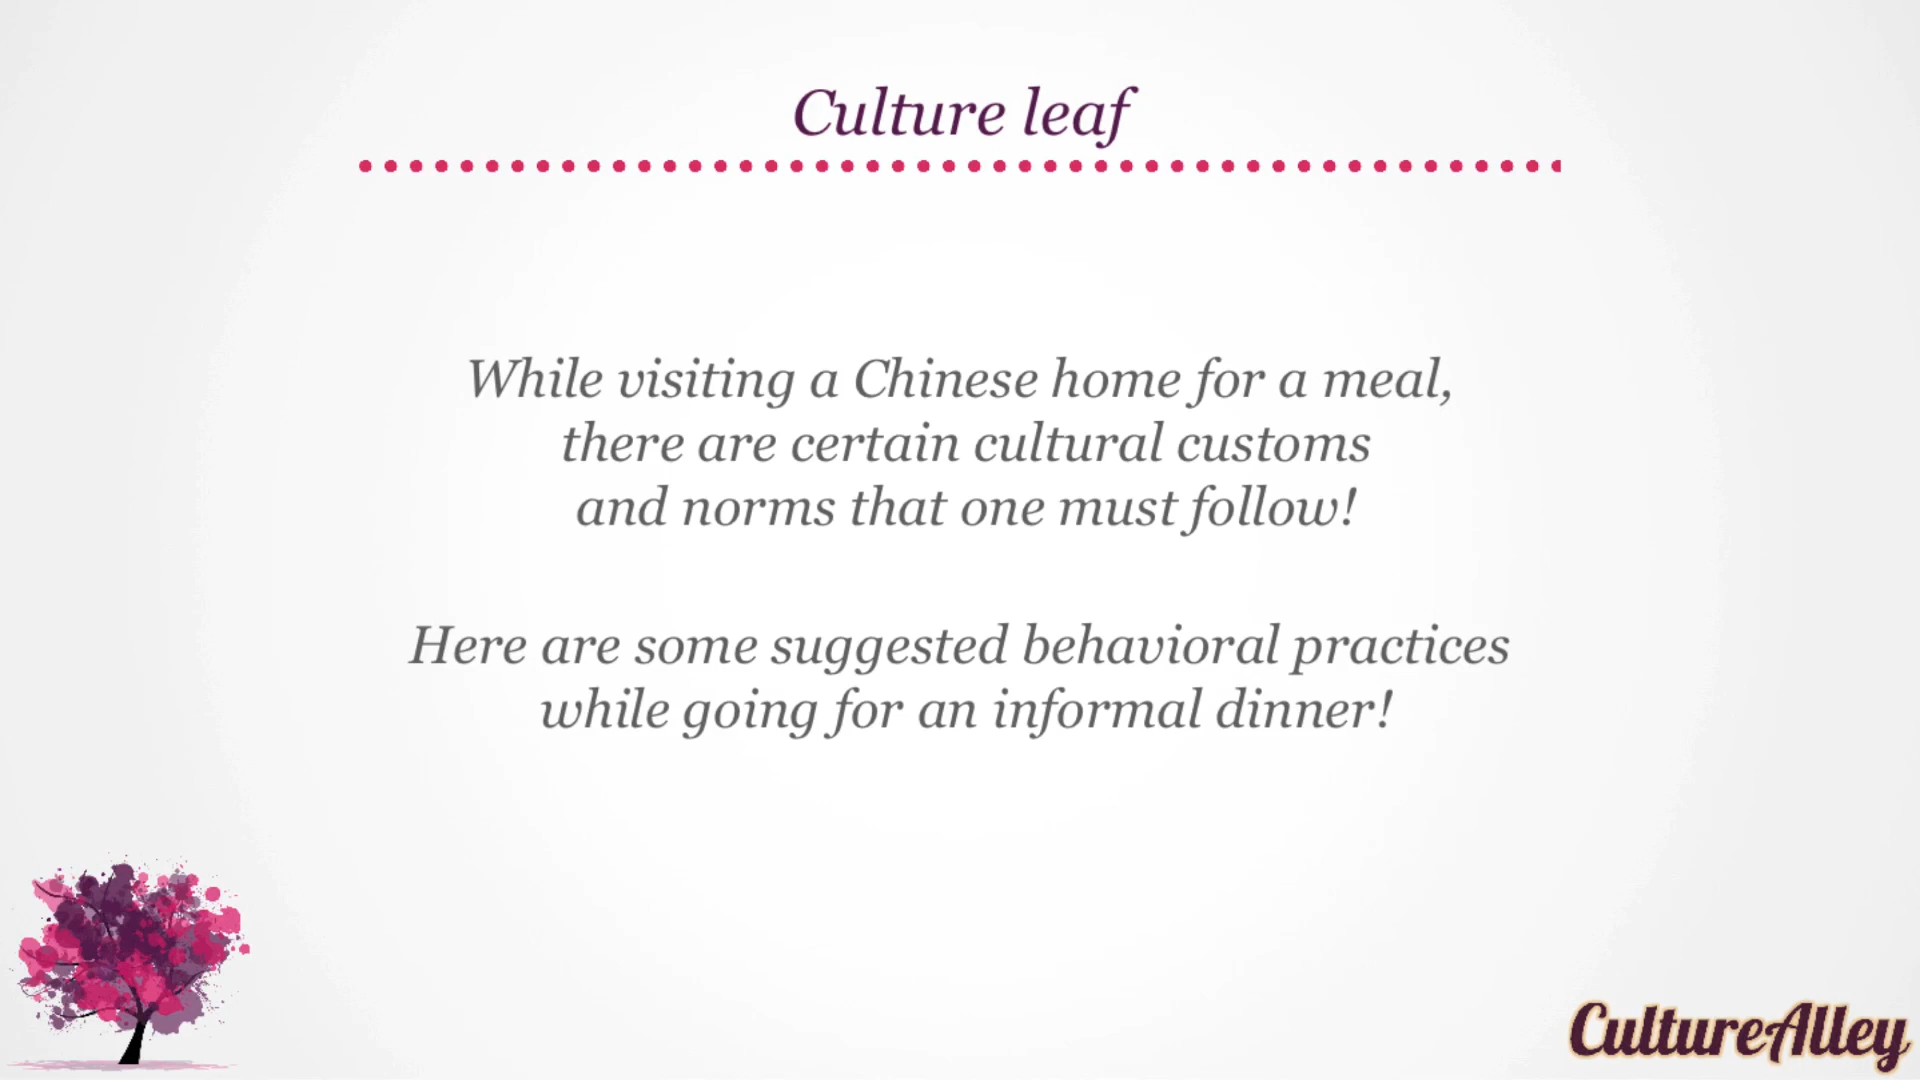 Culture leaf
While visiting a Chinese home for a meal,
there are certain cultural customs
and norms that one must follow!
Here are some suggested behavioral practices
while going for an informal dinner!
CultureAlley